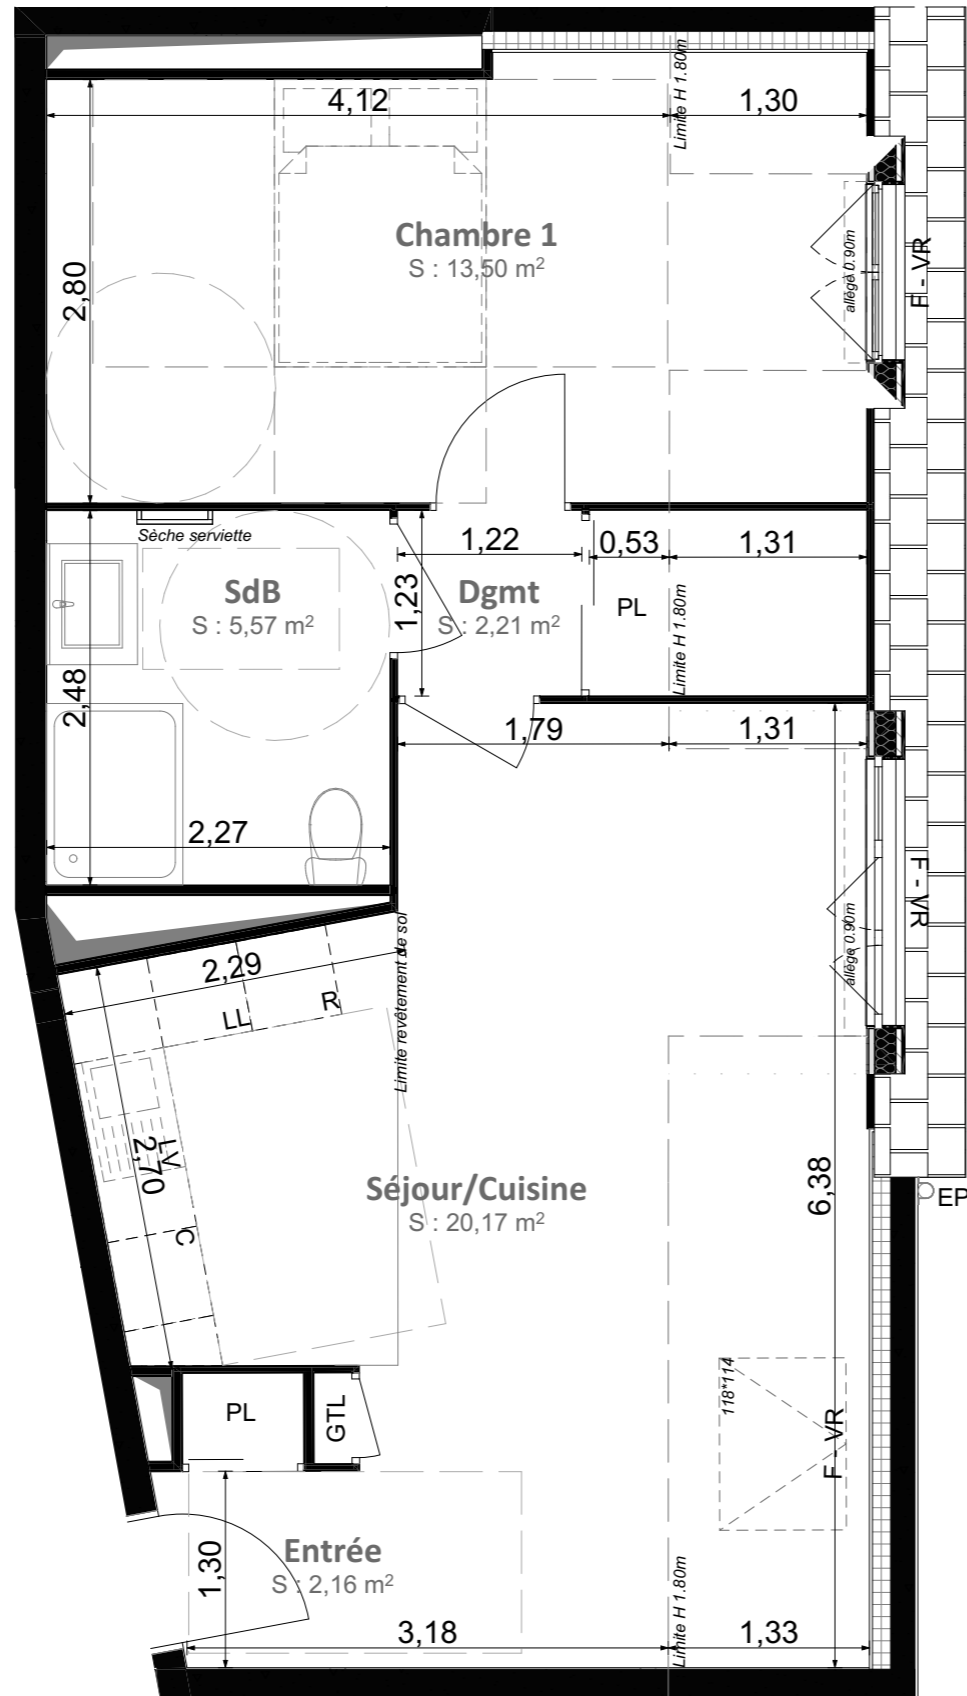 4,12
Limite H 1.80m
1,30
Chambre 1
S : 13,50 m²
2,80
allège 0.90m
F - VR
Sèche serviette
SdB
S : 5,57 m²
2,48
2,27
1,22
1,23
Dgmt
S : 2,21 m²
0,53
1,31
PL
Limite H 1.80m
1,79
1,31
F - VR
allège 0.90m
2,29
LL
R
Limite revêtement de sol
LV
2,70
C
Séjour/Cuisine
S : 20,17 m²
6,38
EP
PL
GTL
118*114
F - VR
Entrée
S : 2,16 m²
1,30
3,18
Limite H 1.80m
1,33